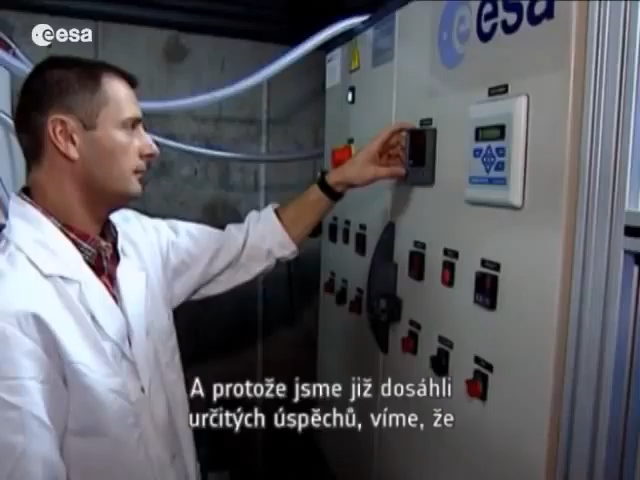 esa
esa
A protože jsme již dosáhli
určitých úspěchů, víme, že